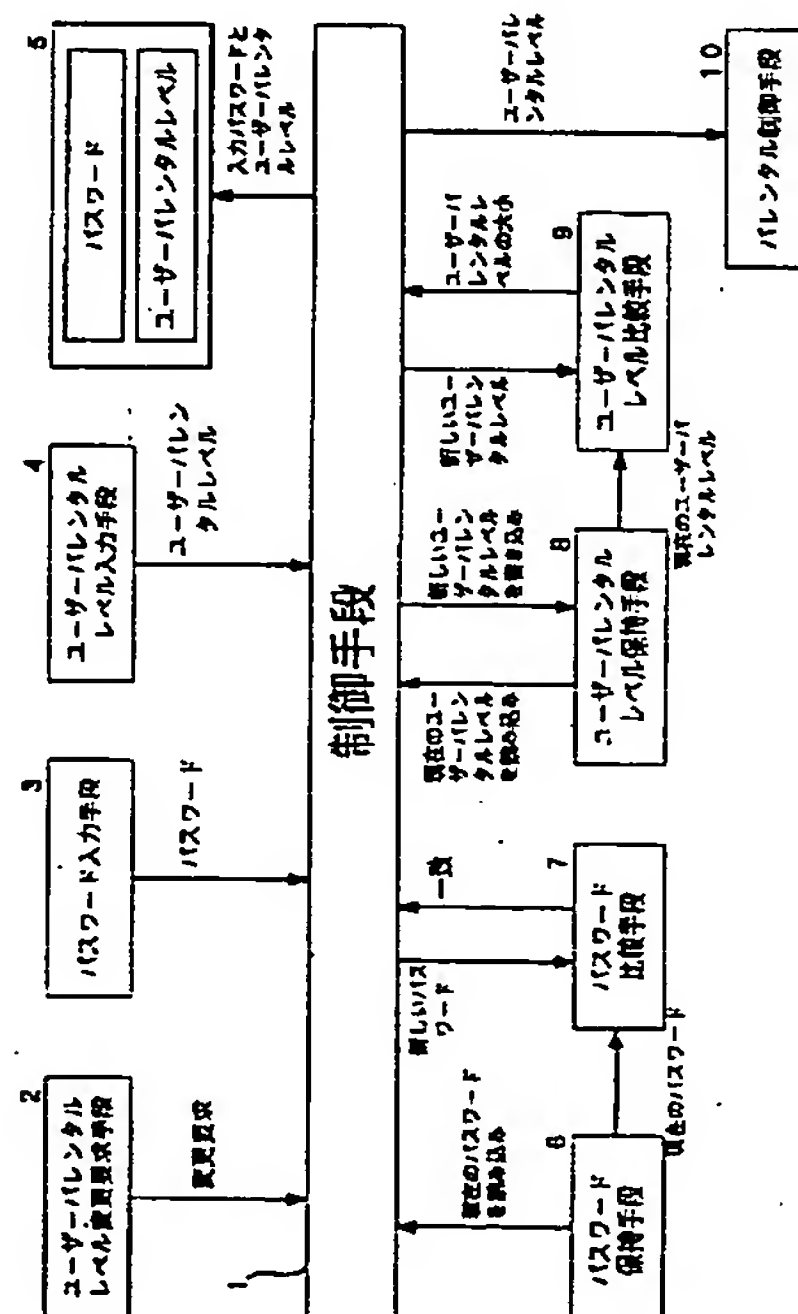 2
ユーザーパレンタル
レベル変更要求手段
変更要求
3
パスワード入力手段
パスワード
4
ユーザーパレンタル
レベル入力手段
ユーザーパレン
タルレベル
5
パスワード
ユーザーパレンタルレベル
入力パスワードと
ユーザーパレンタ
ルレベル
1
制御手段
現在のパスワード
を読み込み
6
パスワード
保持手段
現在のパスワード
新しいパス
ワード
一致
7
パスワード
比較手段
現在のユー
ザーパレン
タルレベル
を読み込み
新しいユー
ザーパレン
タルレベル
を書き込み
8
ユーザーパレンタル
レベル保持手段
現在のユーザーパ
レンタルレベル
新しいユー
ザーパレン
タルレベル
ユーザーパ
レンタルレ
ベルの大小
9
ユーザーパレンタル
レベル比較手段
ユーザーパレ
ンタルレベル
10
パレンタル制御手段